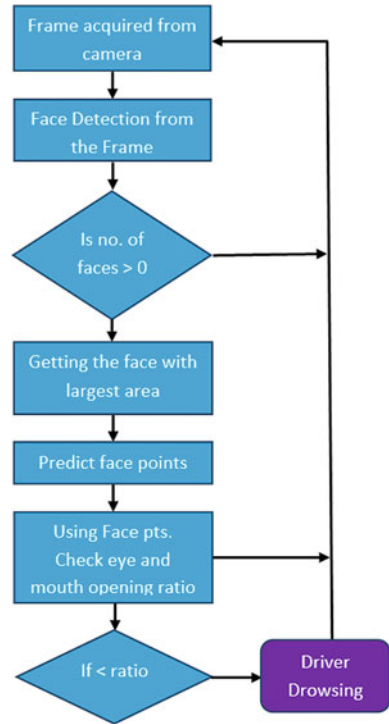 Frame acquired from
camera
Face Detection from
the Frame
Is no. of
faces > 0
Getting the face with
largest area
Predict face points
Using Face pts.
Check eye and
mouth opening ratio
If < ratio
Driver
Drowsing